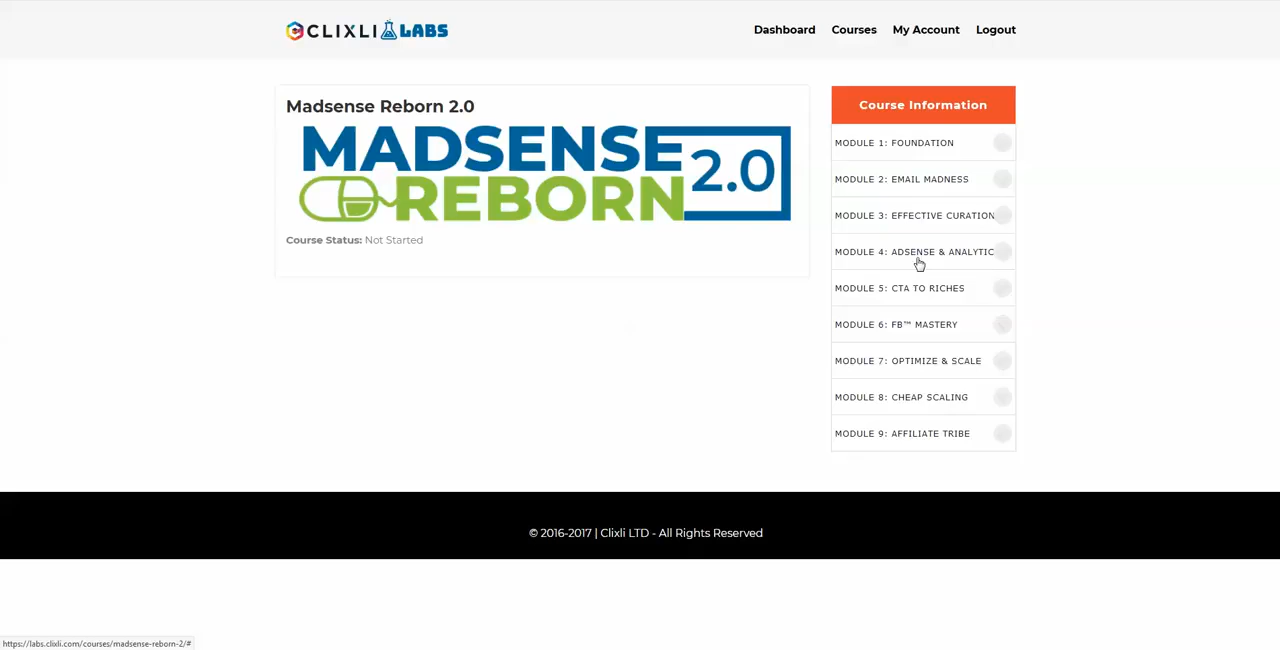 CLIXLI LABS
Dashboard
Courses
My Account
Logout
Madsense Reborn 2.0
MADSENSE
REBORN
2.0
Course Status: Not Started
Course Information
MODULE 1: FOUNDATION
MODULE 2: EMAIL MADNESS
MODULE 3: EFFECTIVE CURATION
MODULE 4: ADSENSE & ANALYTIC
MODULE 5: CTA TO RICHES
MODULE 6: FB™ MASTERY
MODULE 7: OPTIMIZE & SCALE
MODULE 8: CHEAP SCALING
MODULE 9: AFFILIATE TRIBE
© 2016-2017 | Clixli LTD - All Rights Reserved
https://labs.clixli.com/courses/madsense-reborn-2/#